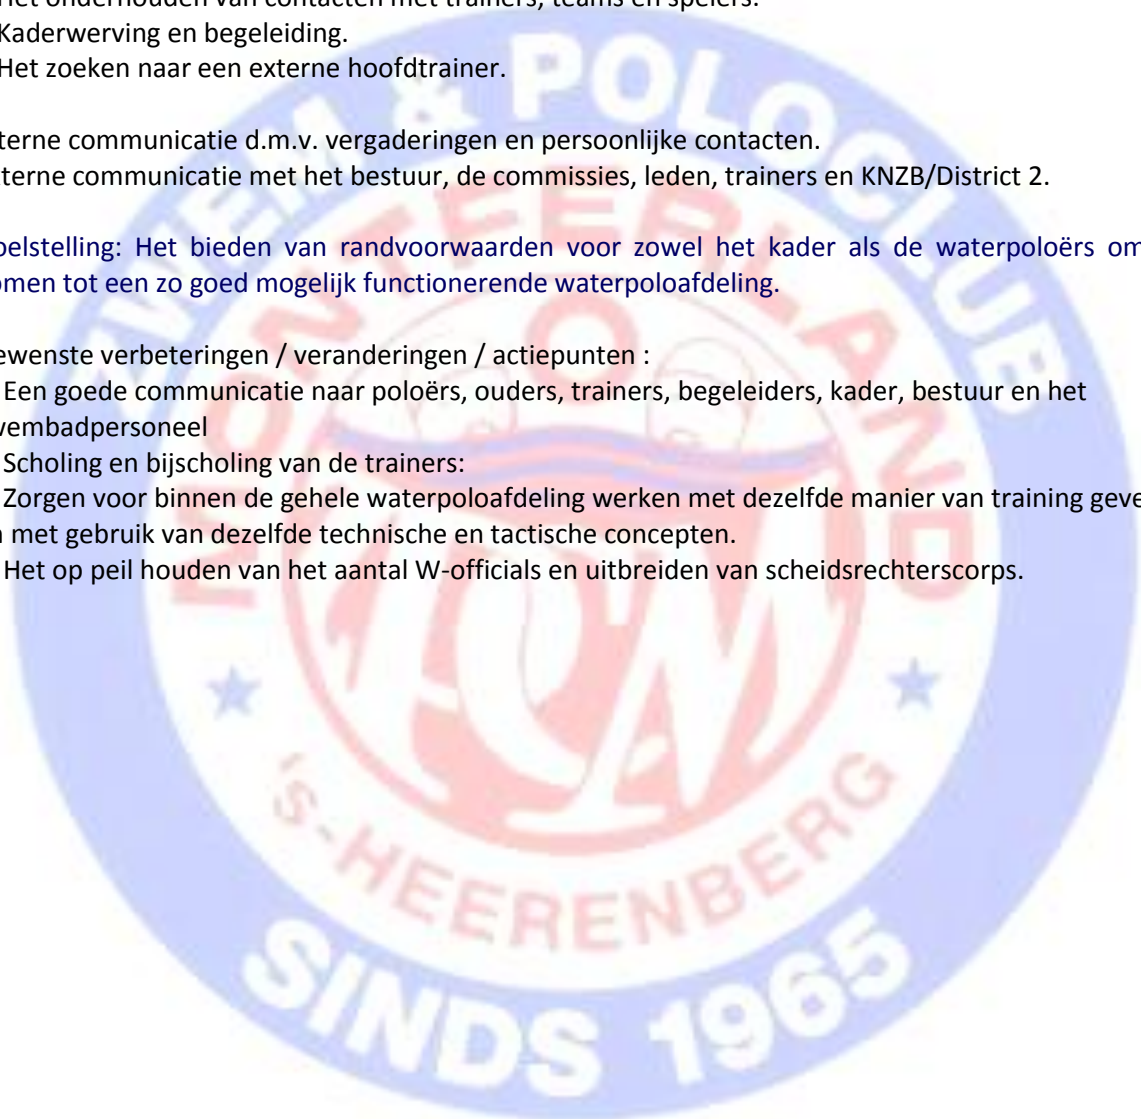 Het onderhouden van contacten met trainers, teams en spelers.
Kaderwerving en begeleiding.
Het zoeken naar een externe hoofdtrainer.
terne communicatie d.m.v. vergaderingen en persoonlijke contacten.
terne communicatie met het bestuur, de commissies, leden, trainers en KNZB/District 2.
oelstelling: Het bieden van randvoorwaarden voor zowel het kader als de waterpoloërs om
omen tot een zo goed mogelijk functionerende waterpoloafdeling.
ewenste verbeteringen / veranderingen / actiepunten :
Een goede communicatie naar poloërs, ouders, trainers, begeleiders, kader, bestuur en het
wembadpersoneel
Scholing en bijscholing van de trainers:
Zorgen voor binnen de gehele waterpoloafdeling werken met dezelfde manier van training geve
n met gebruik van dezelfde technische en tactische concepten.
Het op peil houden van het aantal W-officials en uitbreiden van scheidsrechterscorps.
ZWEM & POLOCLUB
MONTFERLAND
'S-HEERENBERG
SINDS 1965